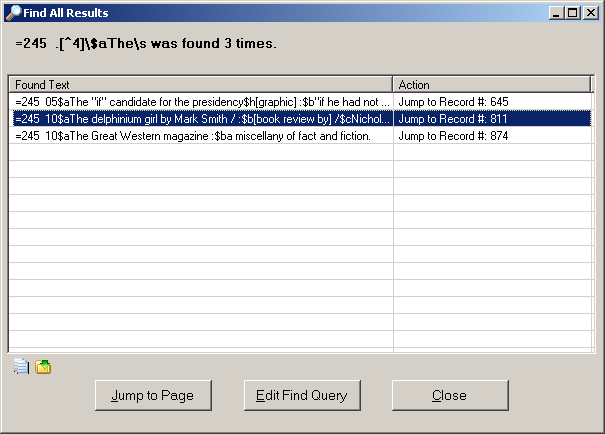 Find All Results
=245  .[^4]\$aThe\s was found 3 times.
Found Text Action
=245  05$aThe "if" candidate for the presidency$h[graphic] :$b"if he had not ... Jump to Record #: 645
=245  10$aThe delphinium girl by Mark Smith / :$b[book review by] /$cNichol... Jump to Record #: 811
=245  10$aThe Great Western magazine :$ba miscellany of fact and fiction. Jump to Record #: 874
Jump to Page Edit Find Query Close